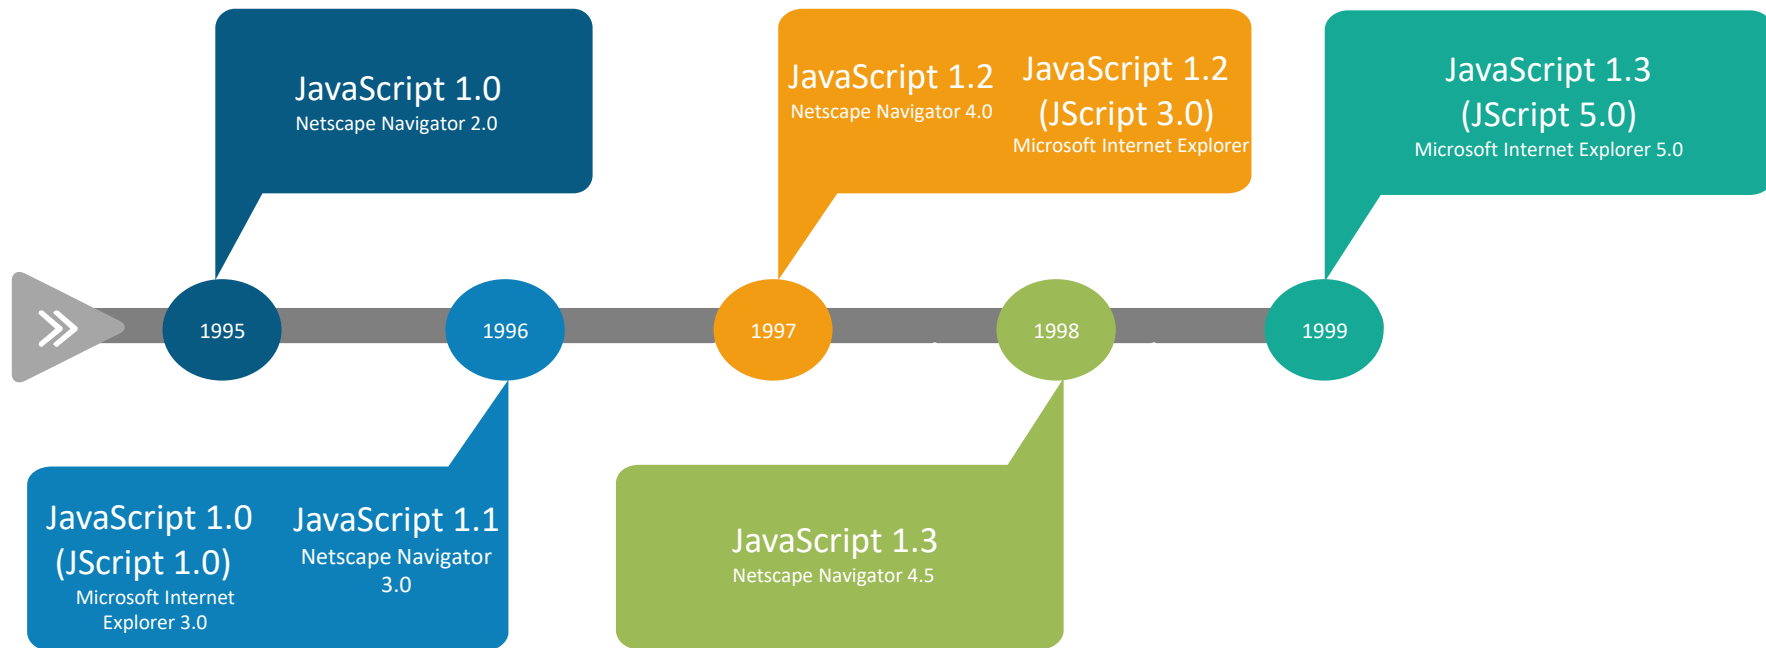 JavaScript 1.0
Netscape Navigator 2.0
JavaScript 1.2
Netscape Navigator 4.0
JavaScript 1.2
(JScript 3.0)
Microsoft Internet Explorer
JavaScript 1.3
(JScript 5.0)
Microsoft Internet Explorer 5.0
1995
1996
1997
1998
1999
JavaScript 1.0
(JScript 1.0)
Microsoft Internet
Explorer 3.0
JavaScript 1.1
Netscape Navigator
3.0
JavaScript 1.3
Netscape Navigator 4.5